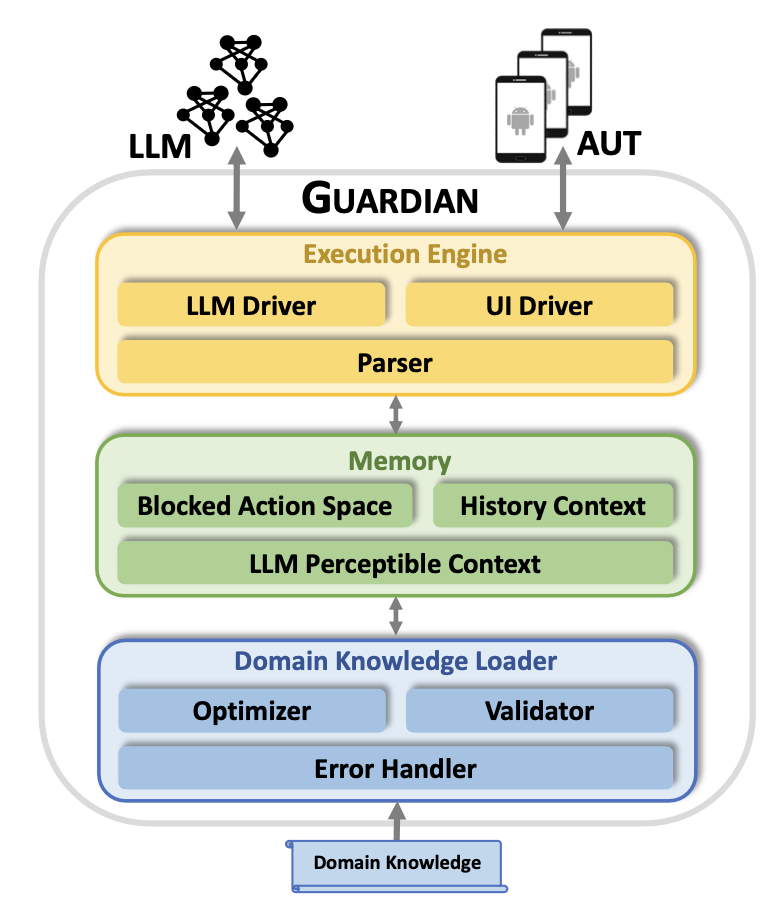 LLM
AUT
GUARDIAN
Execution Engine
LLM Driver
UI Driver
Parser
Memory
Blocked Action Space
History Context
LLM Perceptible Context
Domain Knowledge Loader
Optimizer
Validator
Error Handler
Domain Knowledge